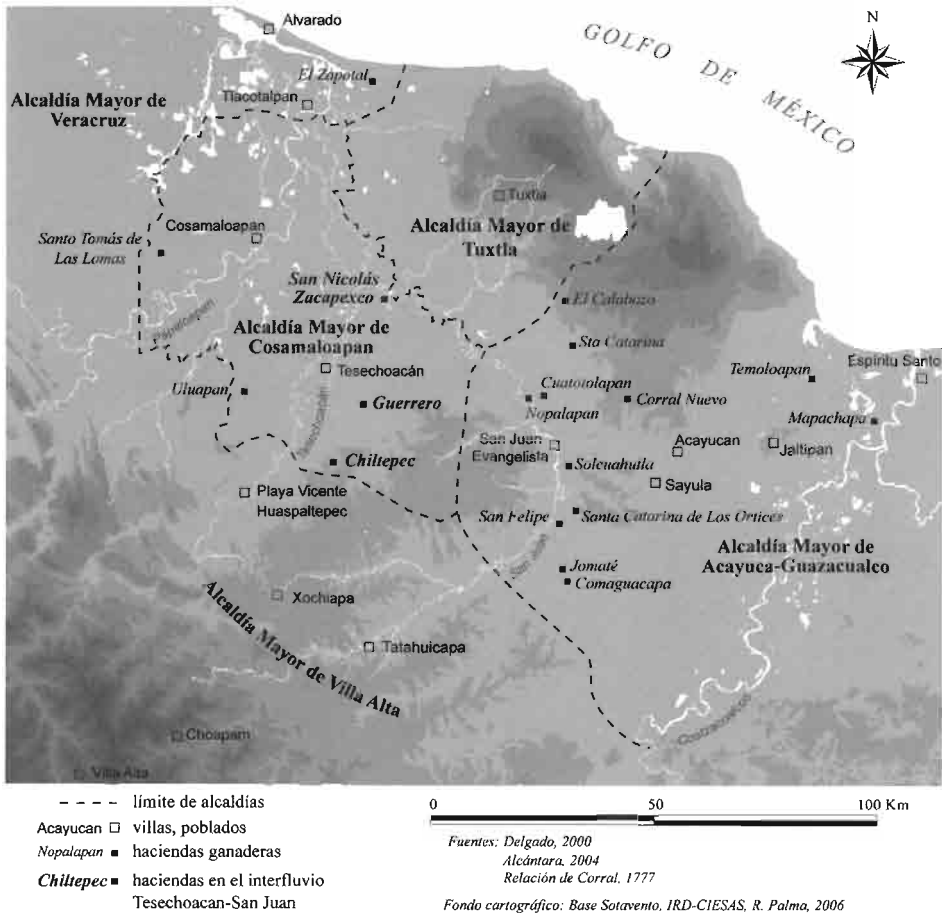 Alvarado
GOLFO DE MÉXICO
N
El Zapotal
Alcaldía Mayor de
Veracruz
Tlacotalpan
Tuxtla
Cosamaloapan
Alcaldía Mayor de
Tuxtla
Santo Tomás de
Las Lomas
San Nicolás
Zacapexco
El Calabozo
Papaloapan
Alcaldía Mayor de
Cosamaloapan
Sta Catarina
Espíritu Santo
Tesechoacán
Temoloapan
Uluapan
Cuatotolapan
Guerrero
Nopalapan
Corral Nuevo
Mapachapa
Tesechoacán
San Juan
Evangelista
Acayucan
Jaltipan
Chiltepec
Solcuahutla
Sayula
Playa Vicente
Huaspaltepec
San Felipe
Santa Catarina de Los Ortices
Alcaldía Mayor de
Acayuca-Guazacualco
San Juan
Jomaté
Comaguacapa
Xochiapa
Alcaldía Mayor de Villa Alta
Tatahuicapa
Coatzacoalcos
Choapam
Villa Alta
límite de alcaldías
0 50 100 Km
Acayucan villas, poblados
Nopalapan haciendas ganaderas
Chiltepec haciendas en el interfluvio
Tesechoacan-San Juan
Fuentes: Delgado, 2000
Alcántara, 2004
Relación de Corral, 1777
Fondo cartográfico: Base Sotavento, IRD-CIESAS, R. Palma, 2006